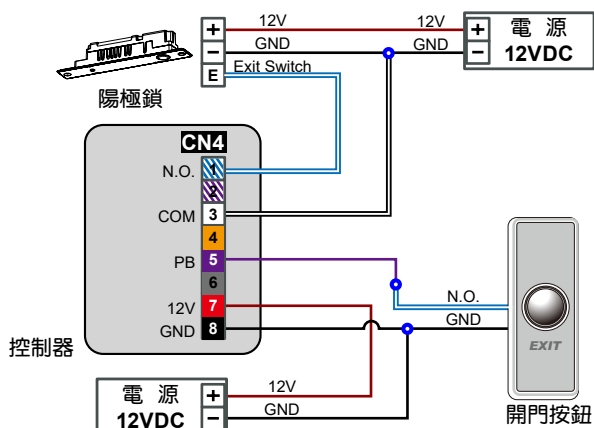 + 12V 12V + 電源
− GND GND − 12VDC
E Exit Switch
陽極鎖
CN4
N.O. 1
2
COM 3
4
PB 5
6
12V 7
GND 8
N.O.
GND
EXIT
控制器
開門按鈕
電源 + 12V
12VDC − GND